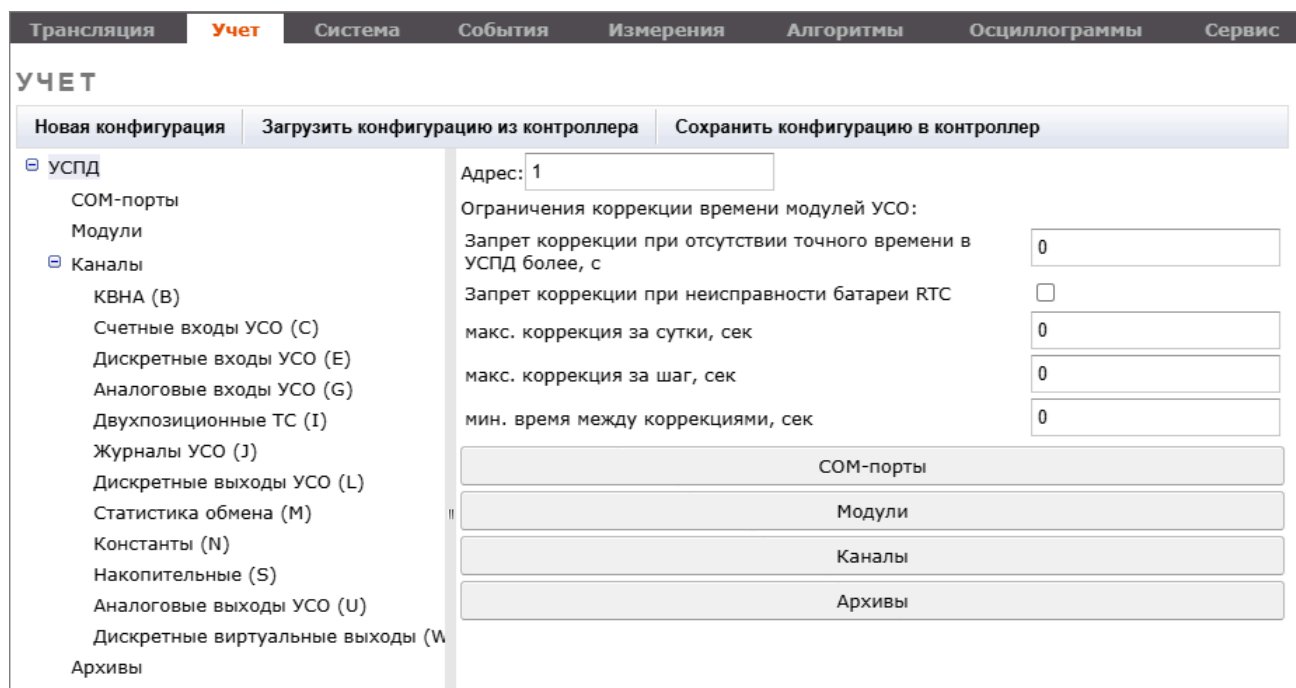 Трансляция Учет Система События Измерения Алгоритмы Осциллограммы Сервис
УЧЕТ
Новая конфигурация Загрузить конфигурацию из контроллера Сохранить конфигурацию в контроллер
УСПД
COM-порты
Модули
Каналы
КВНА (B)
Счетные входы УСО (C)
Дискретные входы УСО (E)
Аналоговые входы УСО (G)
Двухпозиционные ТС (I)
Журналы УСО (J)
Дискретные выходы УСО (L)
Статистика обмена (M)
Константы (N)
Накопительные (S)
Аналоговые выходы УСО (U)
Дискретные виртуальные выходы (W
Архивы
Адрес: 1
Ограничения коррекции времени модулей УСО:
Запрет коррекции при отсутствии точного времени в
УСПД более, с 0
Запрет коррекции при неисправности батареи RTC
макс. коррекция за сутки, сек 0
макс. коррекция за шаг, сек 0
мин. время между коррекциями, сек 0
COM-порты
Модули
Каналы
Архивы